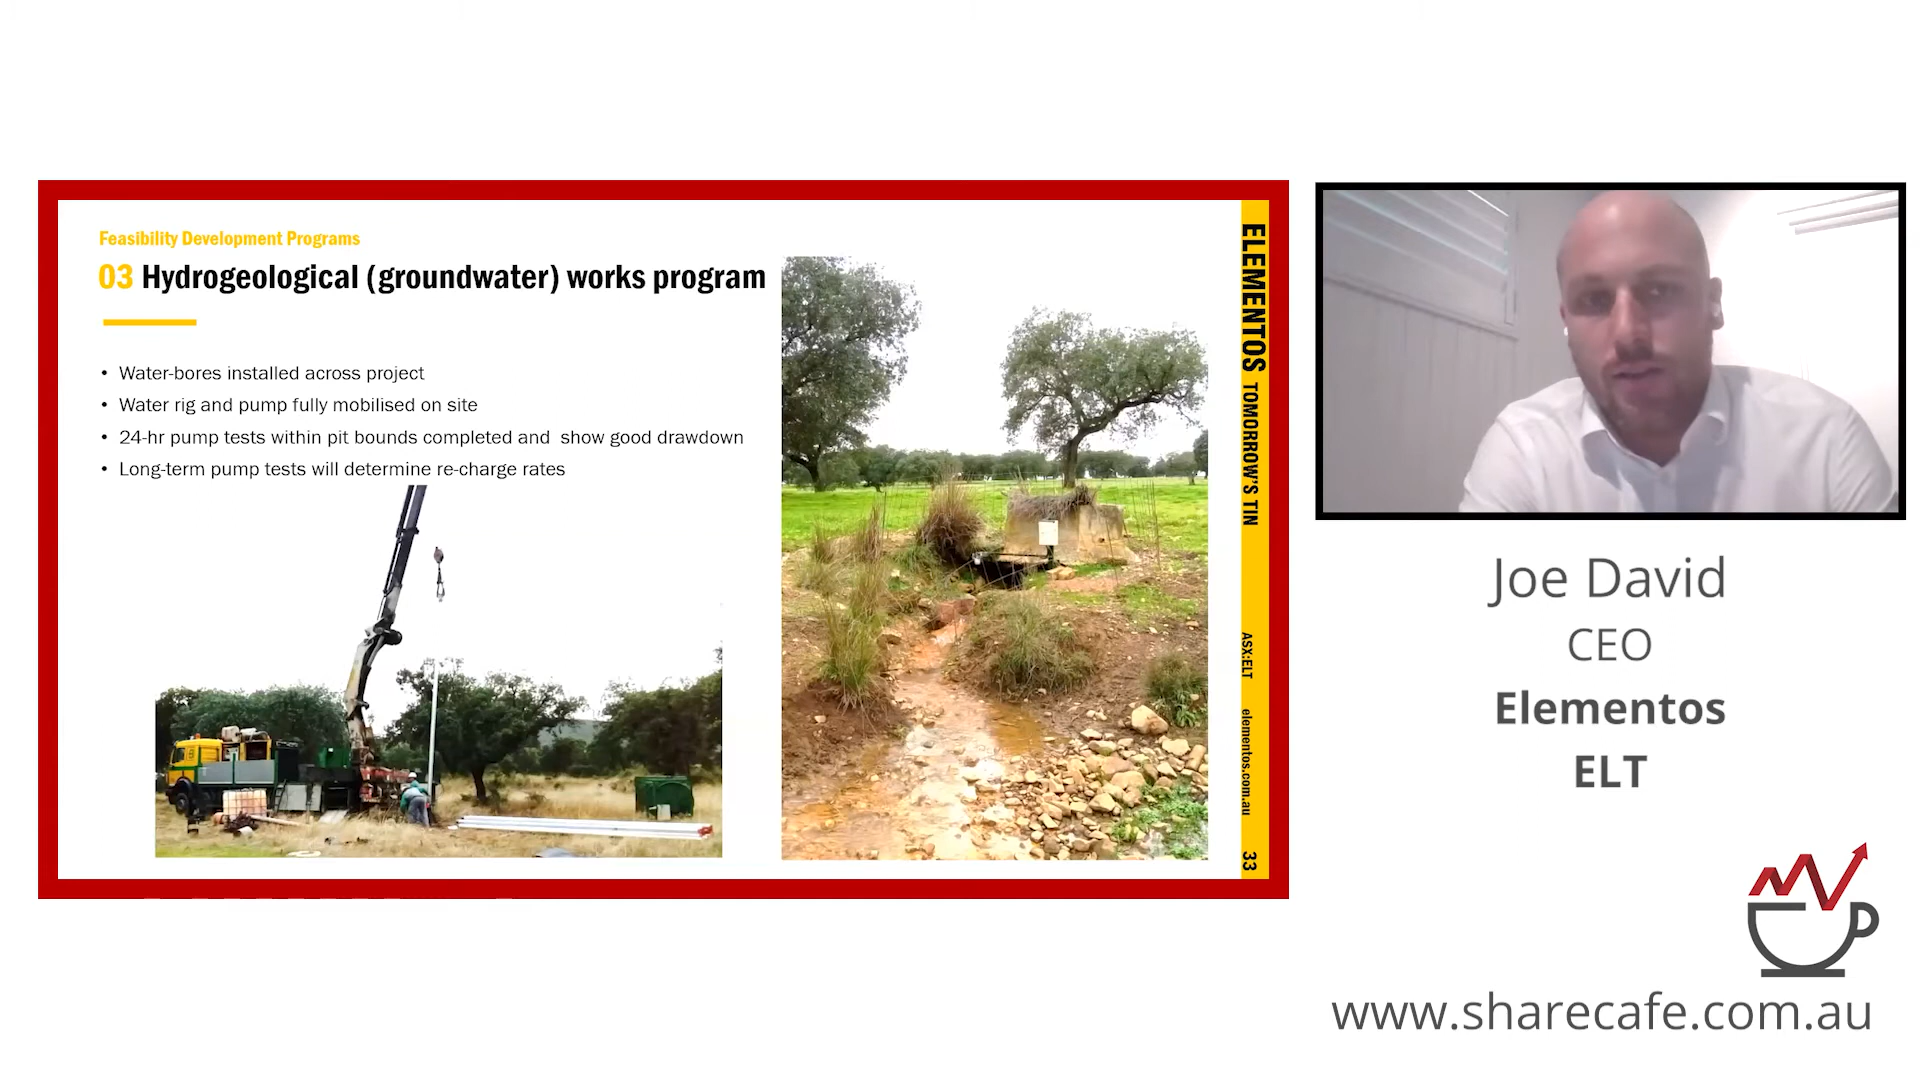 Feasibility Development Programs
03 Hydrogeological (groundwater) works program
• Water-bores installed across project
• Water rig and pump fully mobilised on site
• 24-hr pump tests within pit bounds completed and  show good drawdown
• Long-term pump tests will determine re-charge rates
ELEMENTOS TOMORROW'S TIN
ASX:ELT
elementos.com.au
33
Joe David
CEO
Elementos
ELT
www.sharecafe.com.au